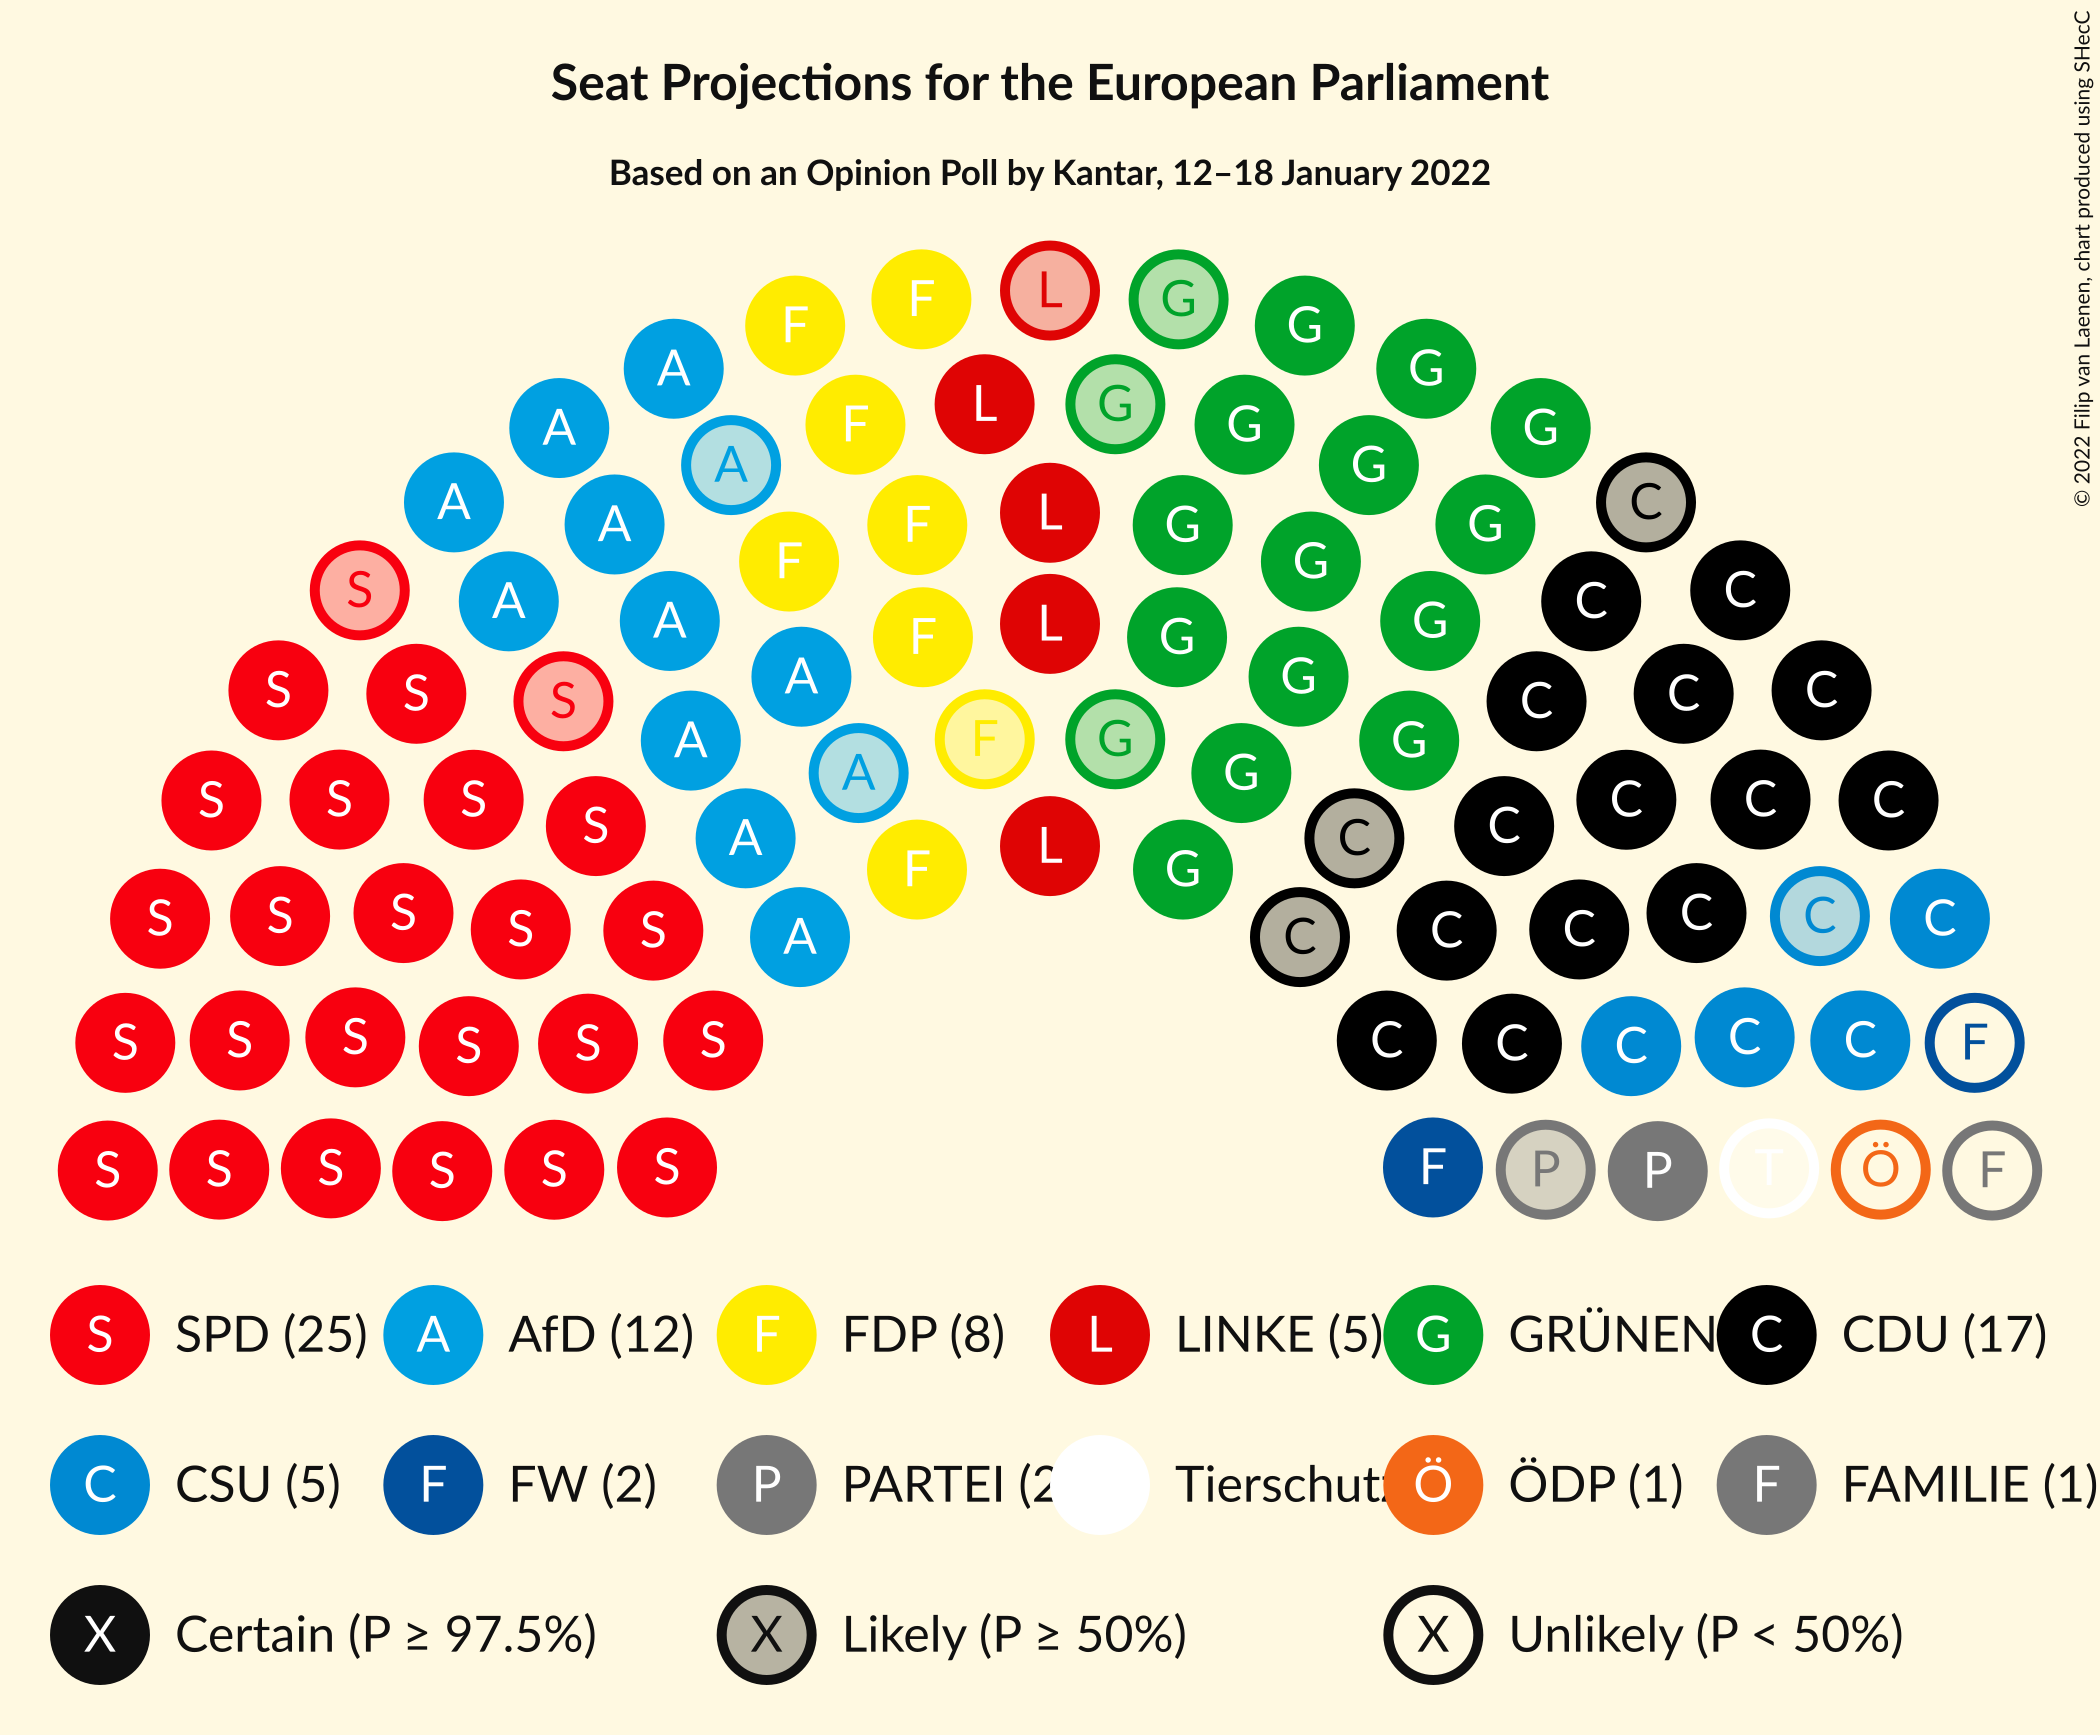 Seat Projections for the European Parliament
Based on an Opinion Poll by Kantar, 12–18 January 2022
© 2022 Filip van Laenen, chart produced using SHecC
F L G
F G
A G
L G
A F G G
A G
A L C
A F G G
F G
S A C C
A F L G G
S S S A G C C C
A F G G
A G
S S S S C C C C
A L C
F G
S S S S S A C C C C C C
S S S S S S C C C C C F
S S S S S S F P P T Ö F
S SPD (25) A AfD (12) F FDP (8) L LINKE (5) G GRÜNEN C CDU (17)
C CSU (5) F FW (2) P PARTEI (2 Tierschutz Ö ÖDP (1) F FAMILIE (1)
X Certain (P ≥ 97.5%) X Likely (P ≥ 50%) X Unlikely (P < 50%)